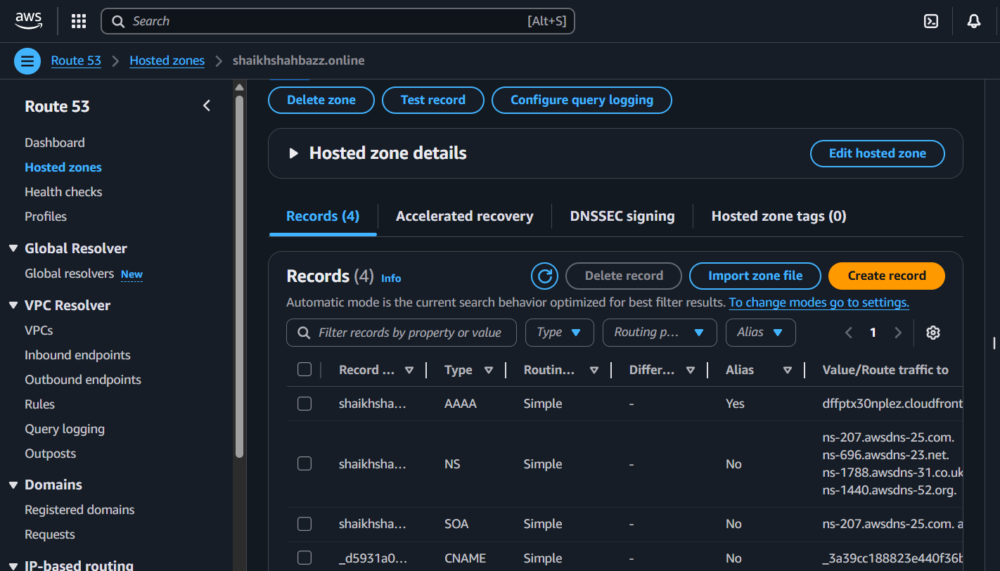 aws
Search [Alt+S]
Route 53 > Hosted zones > shaikhshahbazz.online
Route 53
Dashboard
Hosted zones
Health checks
Profiles
Global Resolver
Global resolvers New
VPC Resolver
VPCs
Inbound endpoints
Outbound endpoints
Rules
Query logging
Outposts
Domains
Registered domains
Requests
IP-based routing
Delete zone Test record Configure query logging
Hosted zone details Edit hosted zone
Records (4) Accelerated recovery DNSSEC signing Hosted zone tags (0)
Records (4) Info Delete record Import zone file Create record
Automatic mode is the current search behavior optimized for best filter results. To change modes go to settings.
Filter records by property or value Type Routing p... Alias 1
Record ... Type Routin... Differ... Alias Value/Route traffic to
shaikhsha... AAAA Simple - Yes dffptx30nplez.cloudfront
shaikhsha... NS Simple - No ns-207.awsdns-25.com.
ns-696.awsdns-23.net.
ns-1788.awsdns-31.co.uk
ns-1440.awsdns-52.org.
shaikhsha... SOA Simple - No ns-207.awsdns-25.com. a
_d5931a0... CNAME Simple - No _3a39cc188823e440f36b